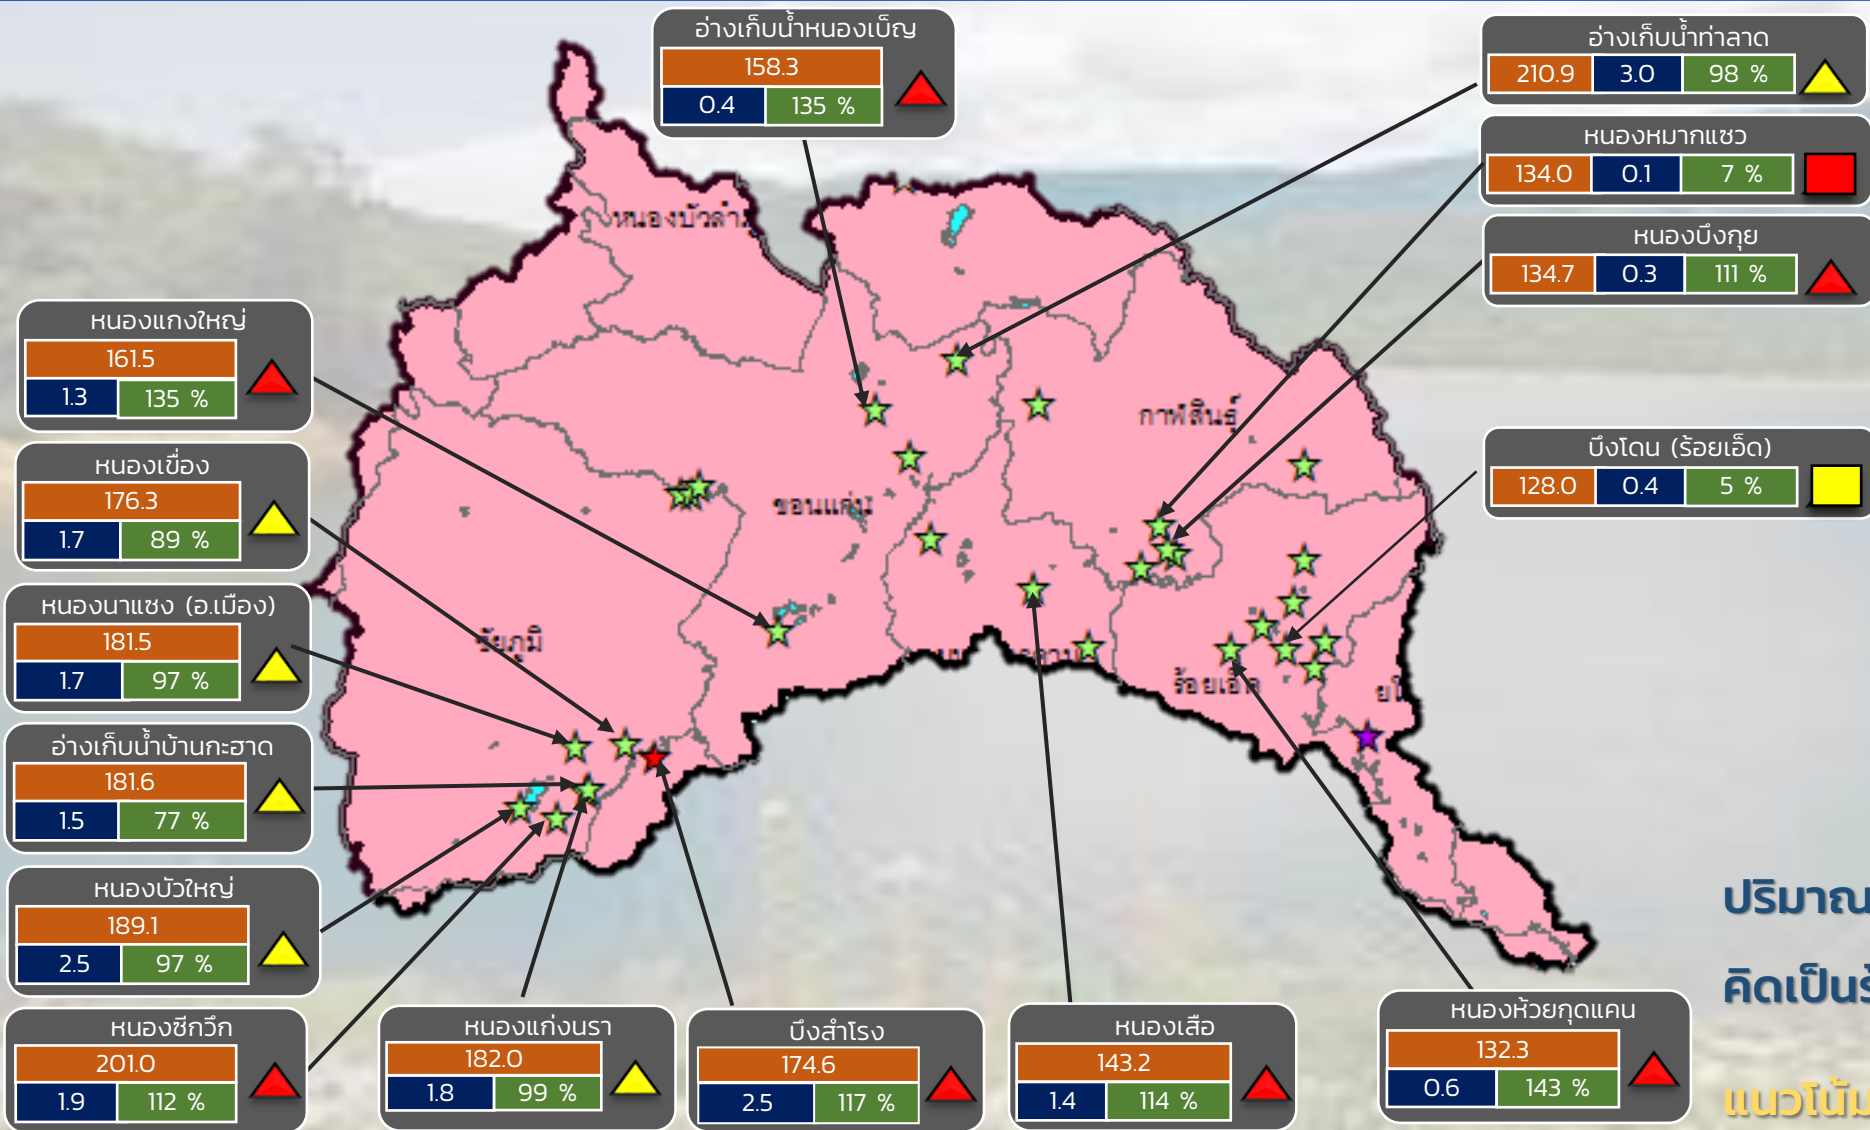 อ่างเก็บน้ำหนองเบ็ญ
158.3
0.4 135 %
อ่างเก็บน้ำท่าลาด
210.9 3.0 98 %
หนองหมากแซว
134.0 0.1 7 %
หนองบึงกุย
134.7 0.3 111 %
บึงโดน (ร้อยเอ็ด)
128.0 0.4 5 %
หนองแกงใหญ่
161.5
1.3 135 %
หนองเขื่อง
176.3
1.7 89 %
หนองนาแซง (อ.เมือง)
181.5
1.7 97 %
อ่างเก็บน้ำบ้านกะฮาด
181.6
1.5 77 %
หนองบัวใหญ่
189.1
2.5 97 %
หนองซีกวึก
201.0
1.9 112 %
หนองแก่งนรา
182.0
1.8 99 %
บึงสำโรง
174.6
2.5 117 %
หนองเสือ
143.2
1.4 114 %
หนองห้วยกุดแคน
132.3
0.6 143 %
หนองบัวลำภู
กาฬสินธุ์
ขอนแก่น
ชัยภูมิ
ร้อยเอ็ด
ปริมาณ
คิดเป็นร้
แนวโน้ม